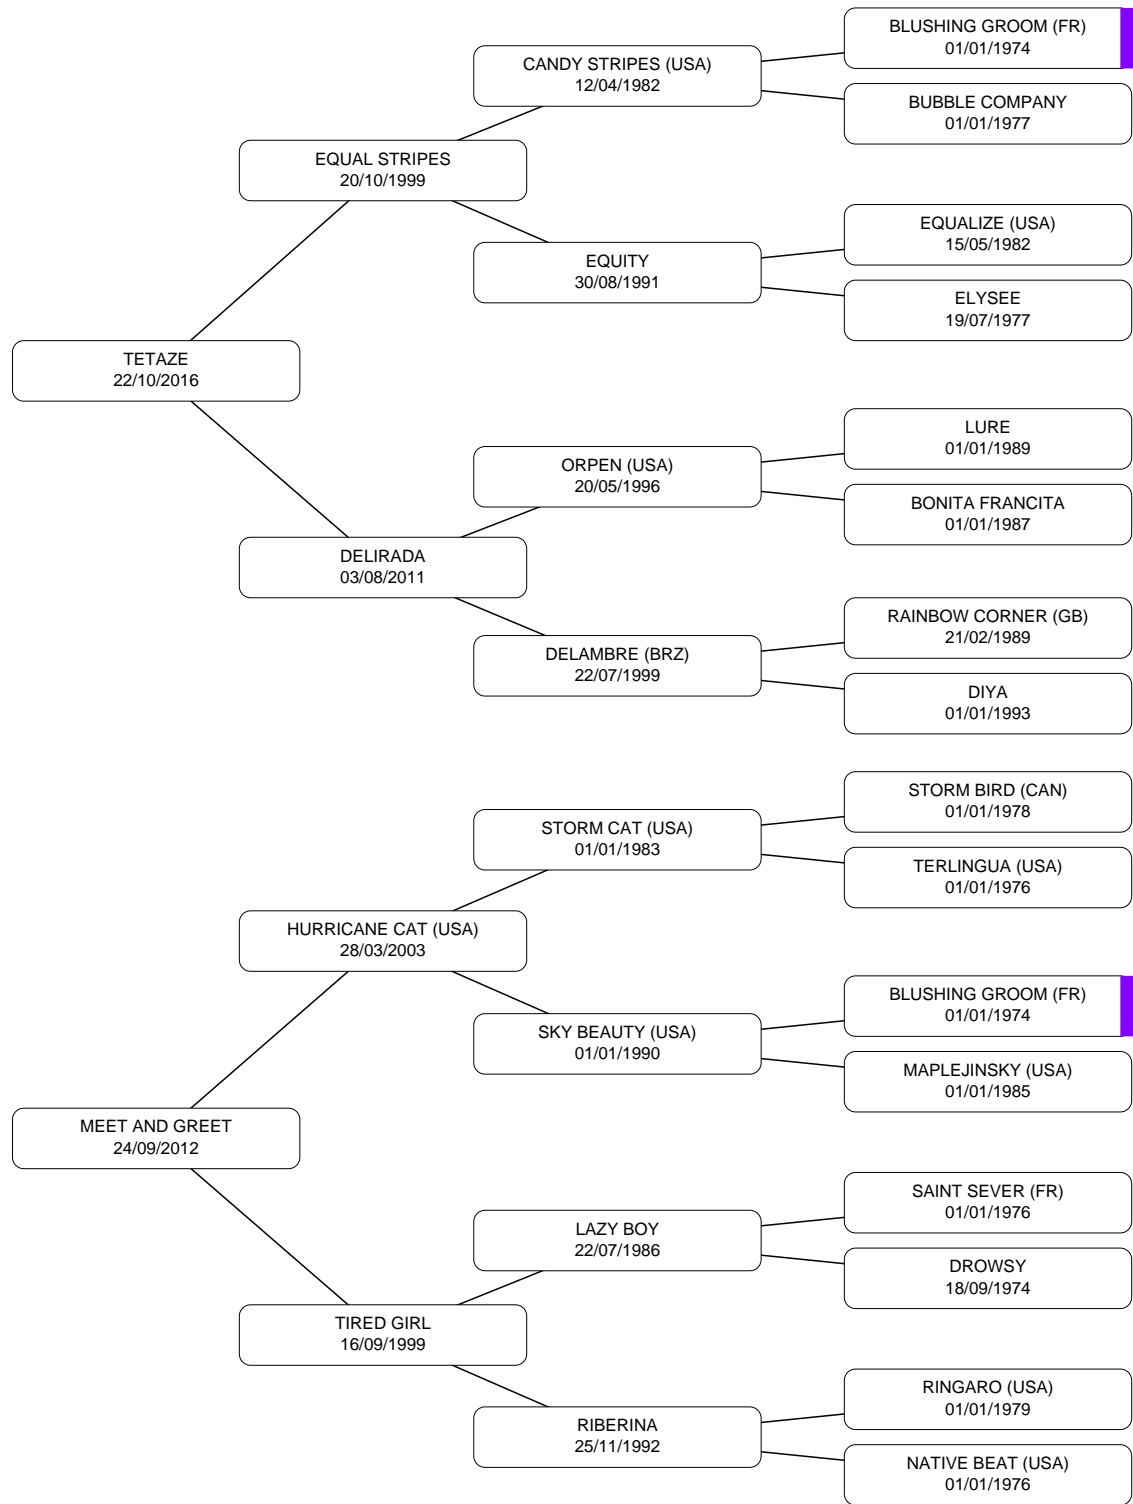 BLUSHING GROOM (FR)
01/01/1974
CANDY STRIPES (USA)
12/04/1982
BUBBLE COMPANY
01/01/1977
EQUAL STRIPES
20/10/1999
EQUALIZE (USA)
15/05/1982
EQUITY
30/08/1991
ELYSEE
19/07/1977
TETAZE
22/10/2016
LURE
01/01/1989
ORPEN (USA)
20/05/1996
BONITA FRANCITA
01/01/1987
DELIRADA
03/08/2011
RAINBOW CORNER (GB)
21/02/1989
DELAMBRE (BRZ)
22/07/1999
DIYA
01/01/1993
STORM BIRD (CAN)
01/01/1978
STORM CAT (USA)
01/01/1983
TERLINGUA (USA)
01/01/1976
HURRICANE CAT (USA)
28/03/2003
BLUSHING GROOM (FR)
01/01/1974
SKY BEAUTY (USA)
01/01/1990
MAPLEJINSKY (USA)
01/01/1985
MEET AND GREET
24/09/2012
SAINT SEVER (FR)
01/01/1976
LAZY BOY
22/07/1986
DROWSY
18/09/1974
TIRED GIRL
16/09/1999
RINGARO (USA)
01/01/1979
RIBERINA
25/11/1992
NATIVE BEAT (USA)
01/01/1976